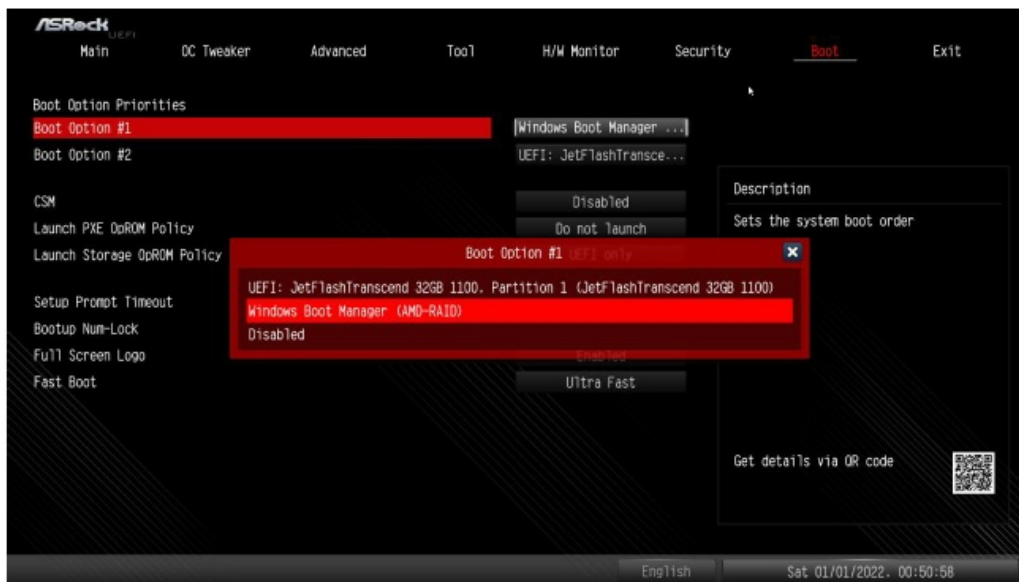 ASRock
UEFI
Main OC Tweaker Advanced Tool H/W Monitor Security Boot Exit
Boot Option Priorities
Boot Option #1 Windows Boot Manager ...
Boot Option #2 UEFI: JetFlashTransce...
CSM Disabled
Launch PXE OpROM Policy Do not launch
Launch Storage OpROM Policy UEFI only
Setup Prompt Timeout
Bootup Num-Lock
Full Screen Logo Enabled
Fast Boot Ultra Fast
Boot Option #1
UEFI: JetFlashTranscend 32GB 1100, Partition 1 (JetFlashTranscend 32GB 1100)
Windows Boot Manager (AMD-RAID)
Disabled
Description
Sets the system boot order
Get details via QR code
English Sat 01/01/2022. 00:50:58